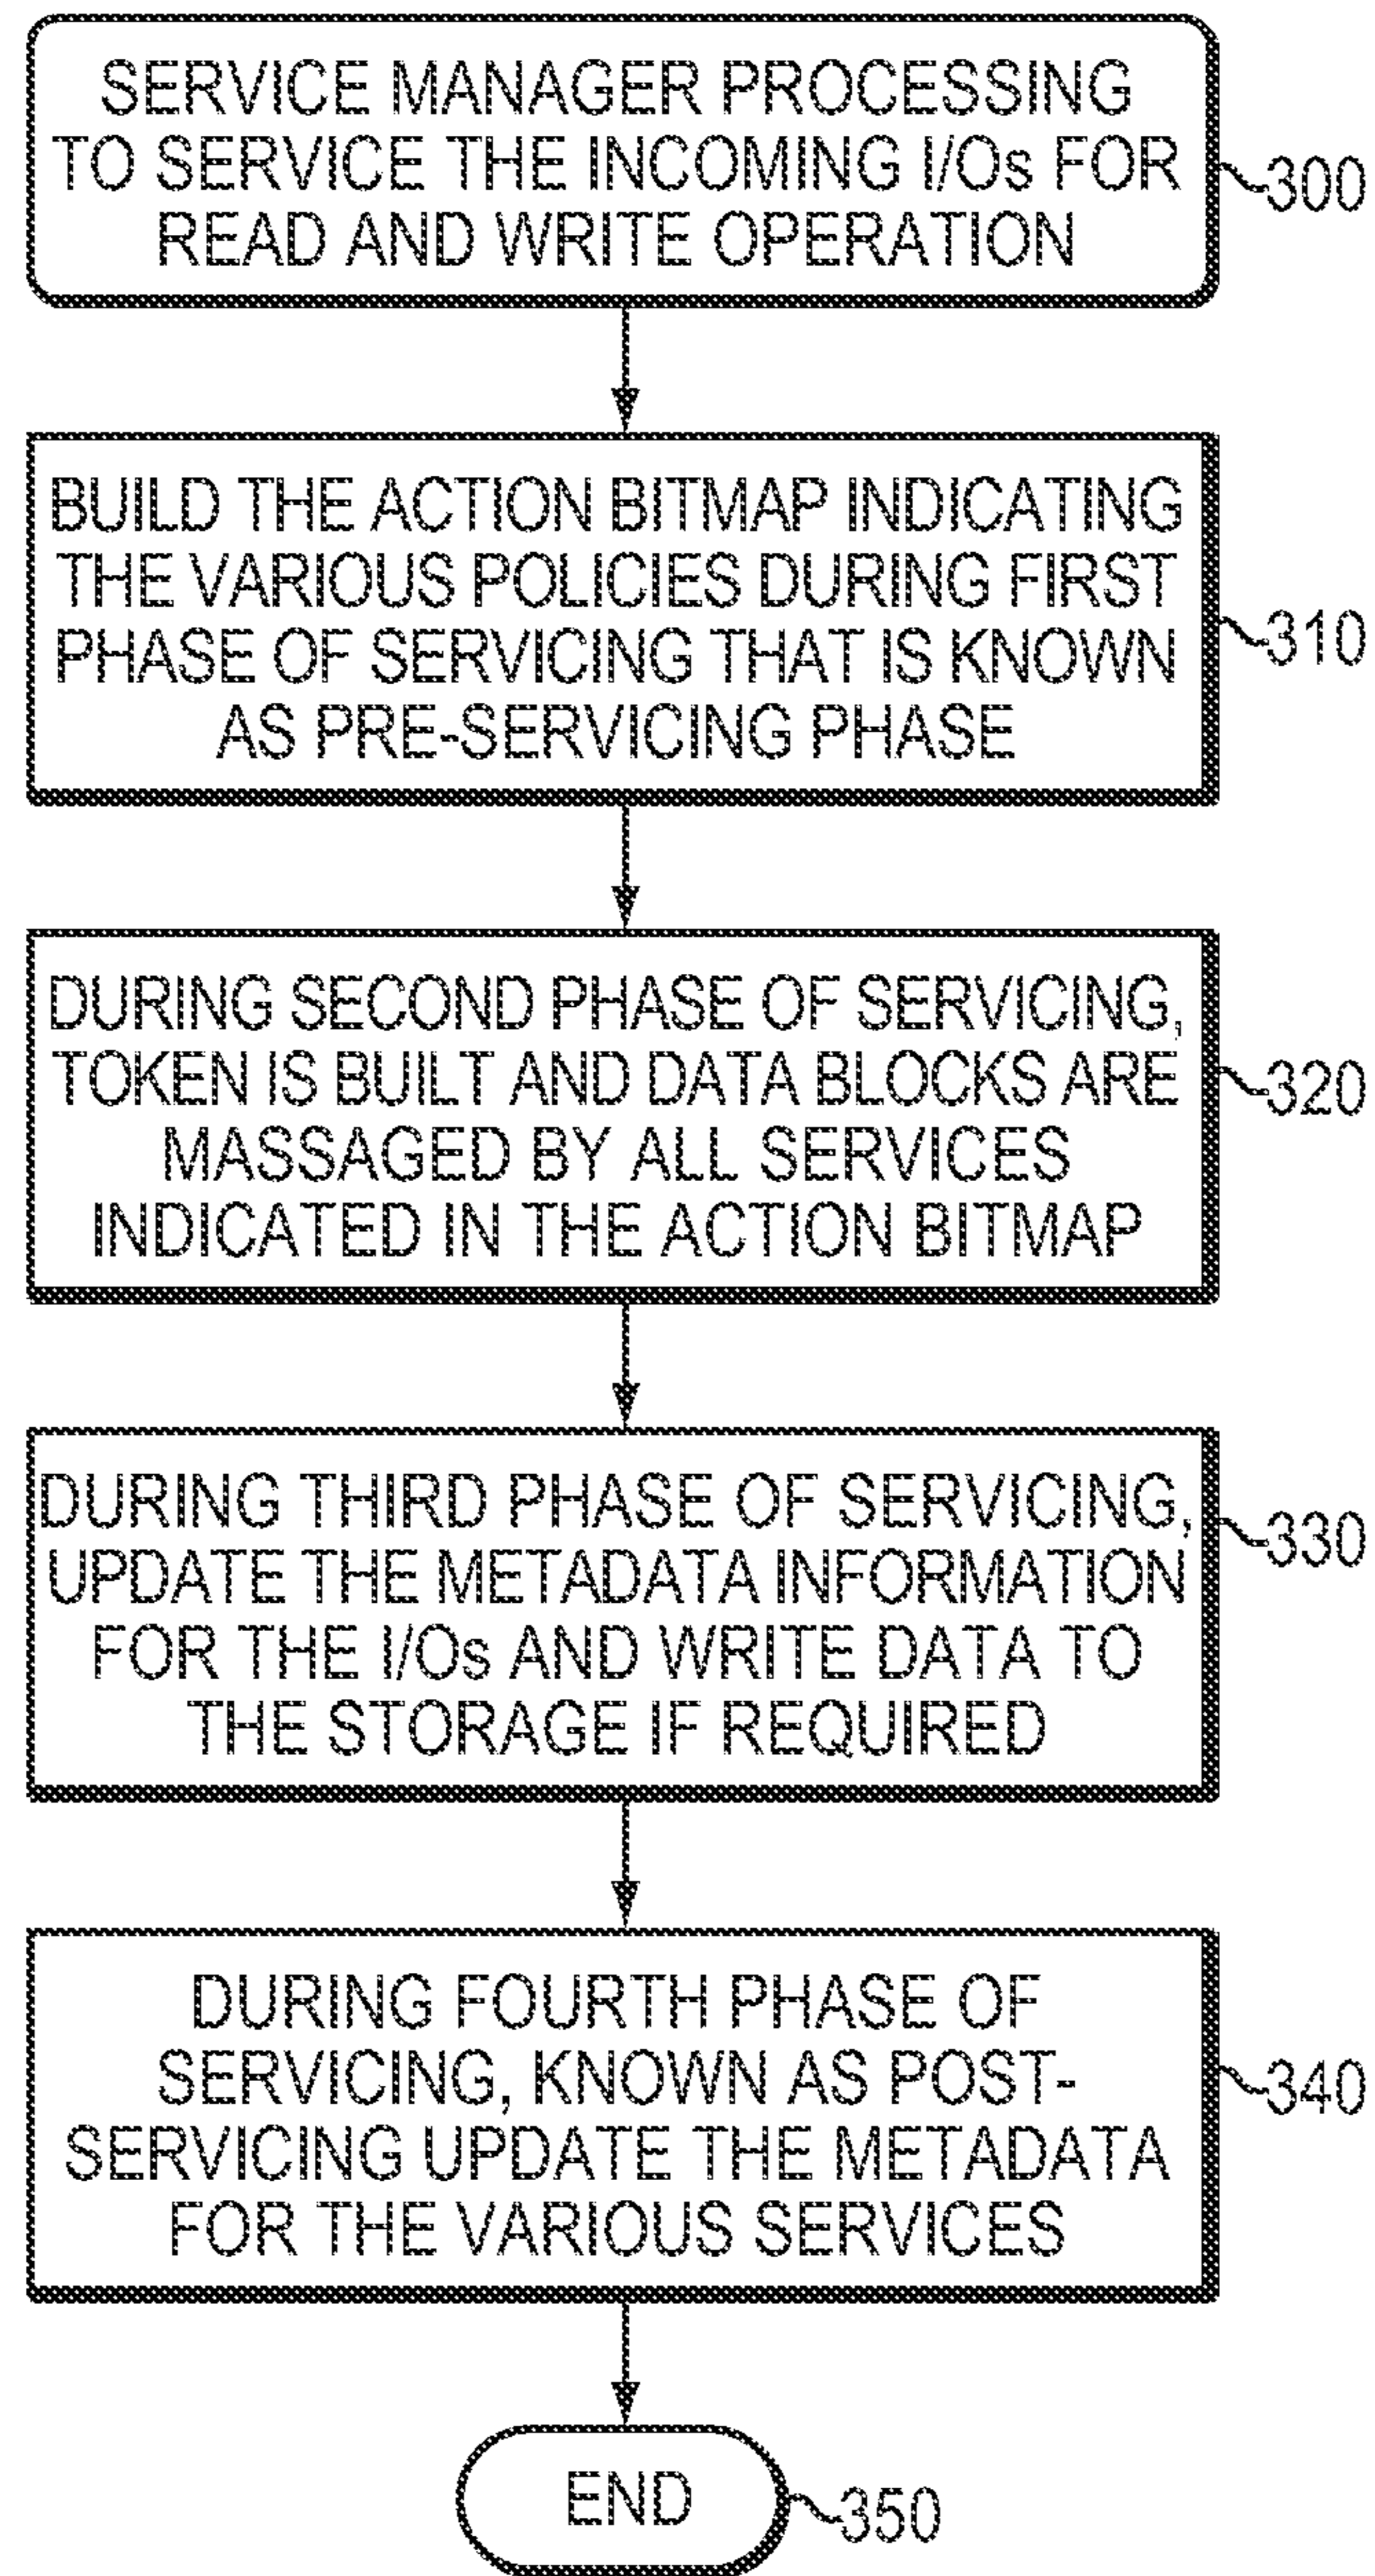 SERVICE MANAGER PROCESSING
TO SERVICE THE INCOMING I/Os FOR
READ AND WRITE OPERATION
300
BUILD THE ACTION BITMAP INDICATING
THE VARIOUS POLICIES DURING FIRST
PHASE OF SERVICING THAT IS KNOWN
AS PRE-SERVICING PHASE
310
DURING SECOND PHASE OF SERVICING,
TOKEN IS BUILT AND DATA BLOCKS ARE
MASSAGED BY ALL SERVICES
INDICATED IN THE ACTION BITMAP
320
DURING THIRD PHASE OF SERVICING,
UPDATE THE METADATA INFORMATION
FOR THE I/Os AND WRITE DATA TO
THE STORAGE IF REQUIRED
330
DURING FOURTH PHASE OF
SERVICING, KNOWN AS POST-
SERVICING UPDATE THE METADATA
FOR THE VARIOUS SERVICES
340
END
350